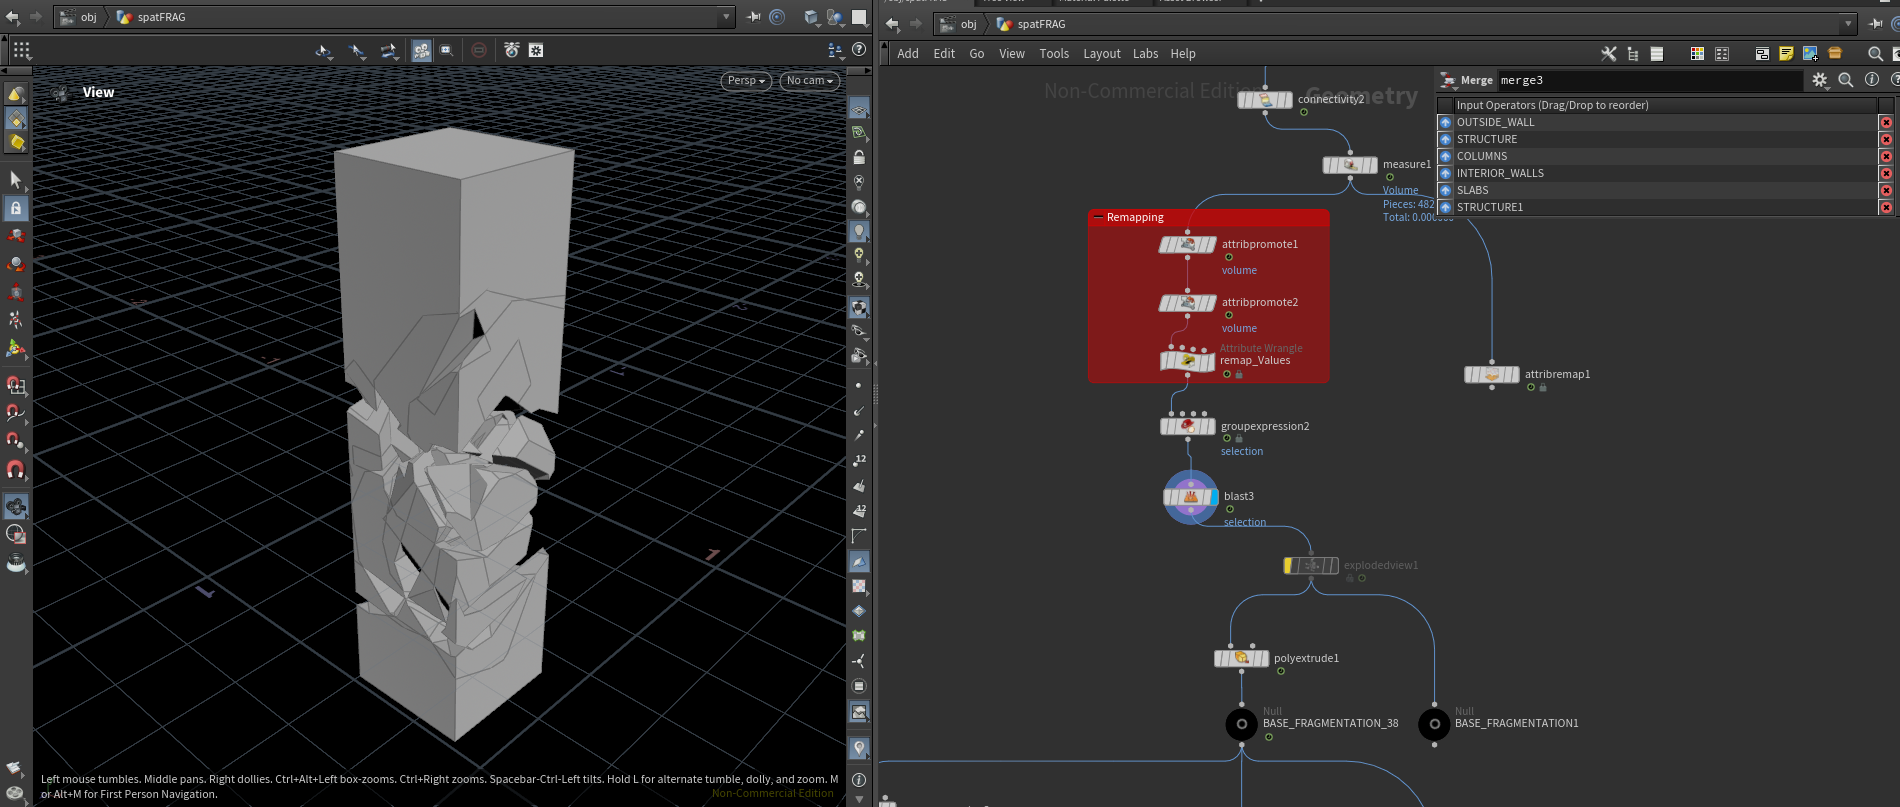 obj
spatFRAG
View
Persp
No cam
12
12
1
Left mouse tumbles. Middle pans. Right dollies. Ctrl+Alt+Left box-zooms. Ctrl+Right zooms. Spacebar-Ctrl-Left tilts. Hold L for alternate tumble, dolly, and zoom. M
or Alt+M for First Person Navigation.
Non-Commercial Edition
obj
spatFRAG
Add Edit Go View Tools Layout Labs Help
Non-Commercial Edition
Geometry
Merge merge3
Input Operators (Drag/Drop to reorder)
OUTSIDE_WALL
STRUCTURE
COLUMNS
INTERIOR_WALLS
SLABS
STRUCTURE1
connectivity2
measure1
Volume
Pieces: 482
Total: 0.000
Remapping
attribpromote1
volume
attribpromote2
volume
Attribute Wrangle
remap_Values
attribremap1
groupexpression2
selection
blast3
selection
explodedview1
polyextrude1
Null
BASE_FRAGMENTATION_38
Null
BASE_FRAGMENTATION1